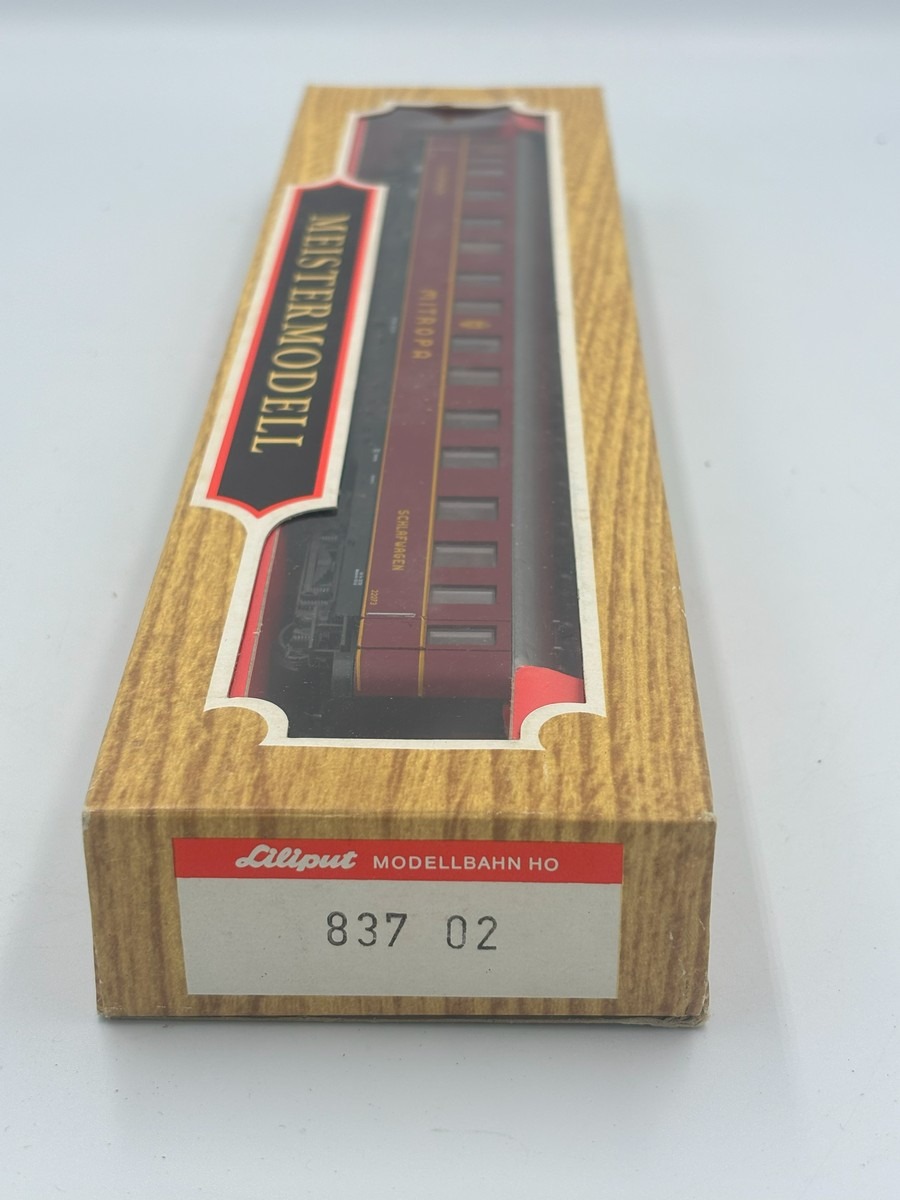 MEISTERMODELL
MITROPA
SCHLAFWAGEN
Liliput MODELLBAHN HO
837 02